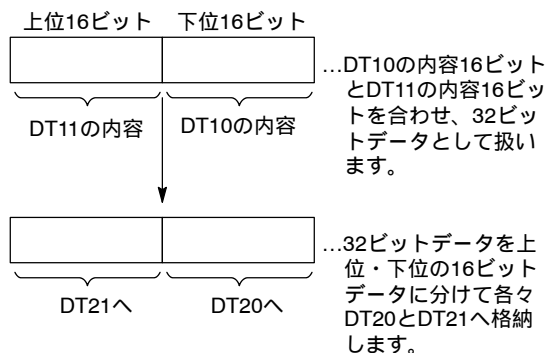 上位16ビット 下位16ビット
…DT10の内容16ビット
とDT11の内容16ビッ
トを合わせ、32ビッ
トデータとして扱い
ます。
DT11の内容 DT10の内容
…32ビットデータを上
位・下位の16ビット
データに分けて各々
DT20とDT21へ格納
します。
DT21へ DT20へ